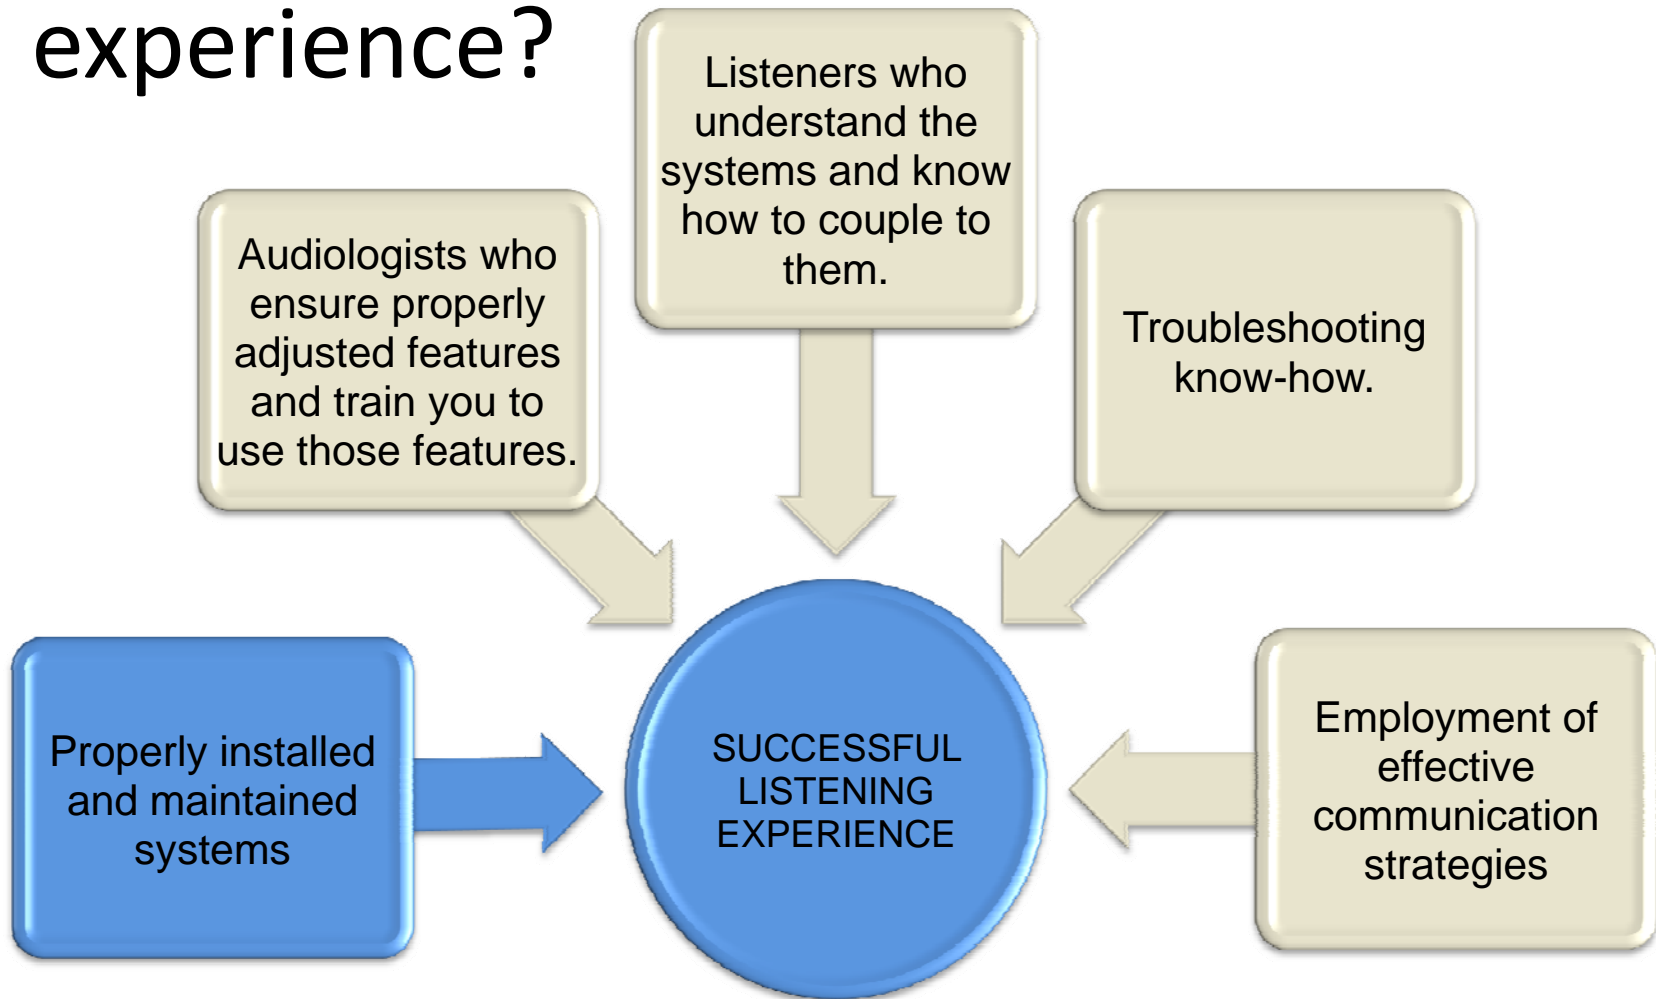 experience?
Listeners who
understand the
systems and know
how to couple to
them.
Audiologists who
ensure properly
adjusted features
and train you to
use those features.
Troubleshooting
know-how.
Properly installed
and maintained
systems
SUCCESSFUL
LISTENING
EXPERIENCE
Employment of
effective
communication
strategies